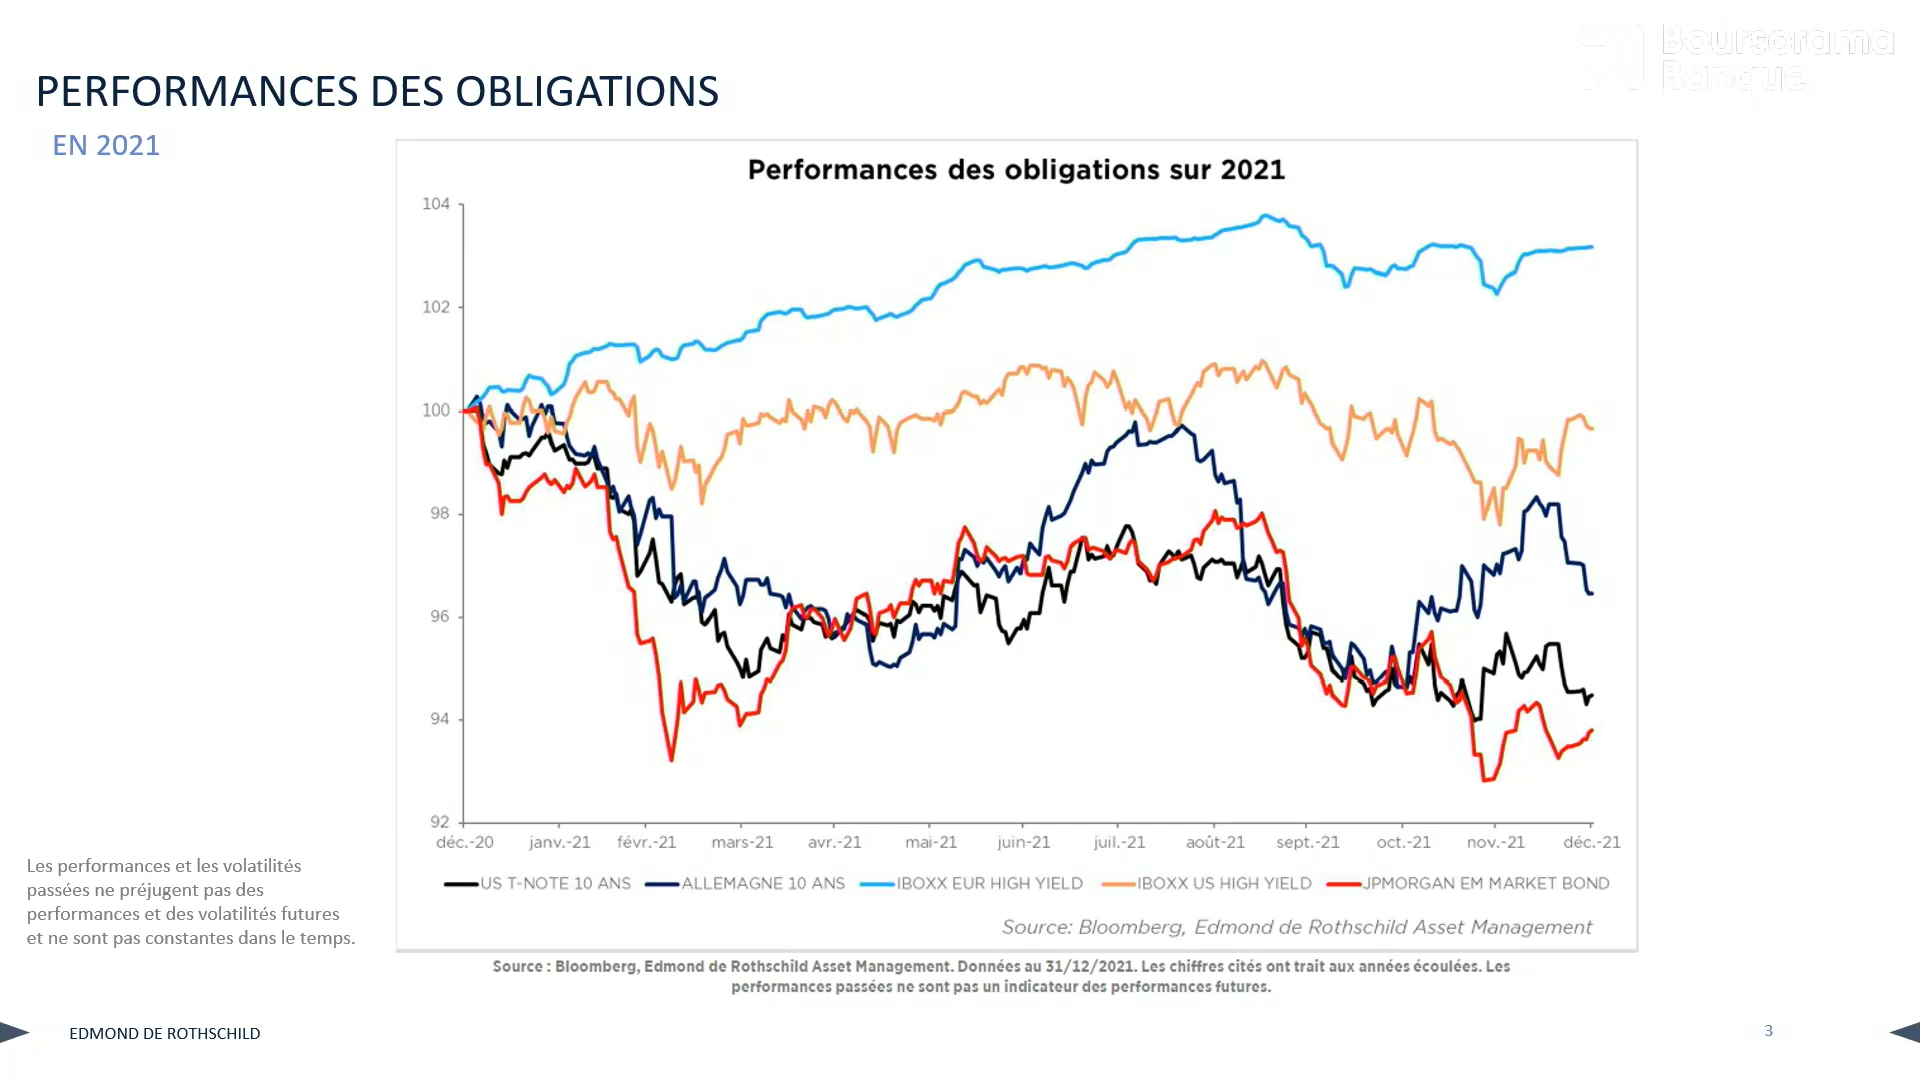 Boursorama
Banque
PERFORMANCES DES OBLIGATIONS
EN 2021
Performances des obligations sur 2021
104
102
100
98
96
94
92
déc.-20 janv.-21 févr.-21 mars-21 avr.-21 mai-21 juin-21 juil.-21 août-21 sept.-21 oct.-21 nov.-21 déc.-21
US T-NOTE 10 ANS ALLEMAGNE 10 ANS IBOXX EUR HIGH YIELD IBOXX US HIGH YIELD JPMORGAN EM MARKET BOND
Source: Bloomberg, Edmond de Rothschild Asset Management
Les performances et les volatilités
passées ne préjugent pas des
performances et des volatilités futures
et ne sont pas constantes dans le temps.
Source : Bloomberg, Edmond de Rothschild Asset Management. Données au 31/12/2021. Les chiffres cités ont trait aux années écoulées. Les
performances passées ne sont pas un indicateur des performances futures.
EDMOND DE ROTHSCHILD
3